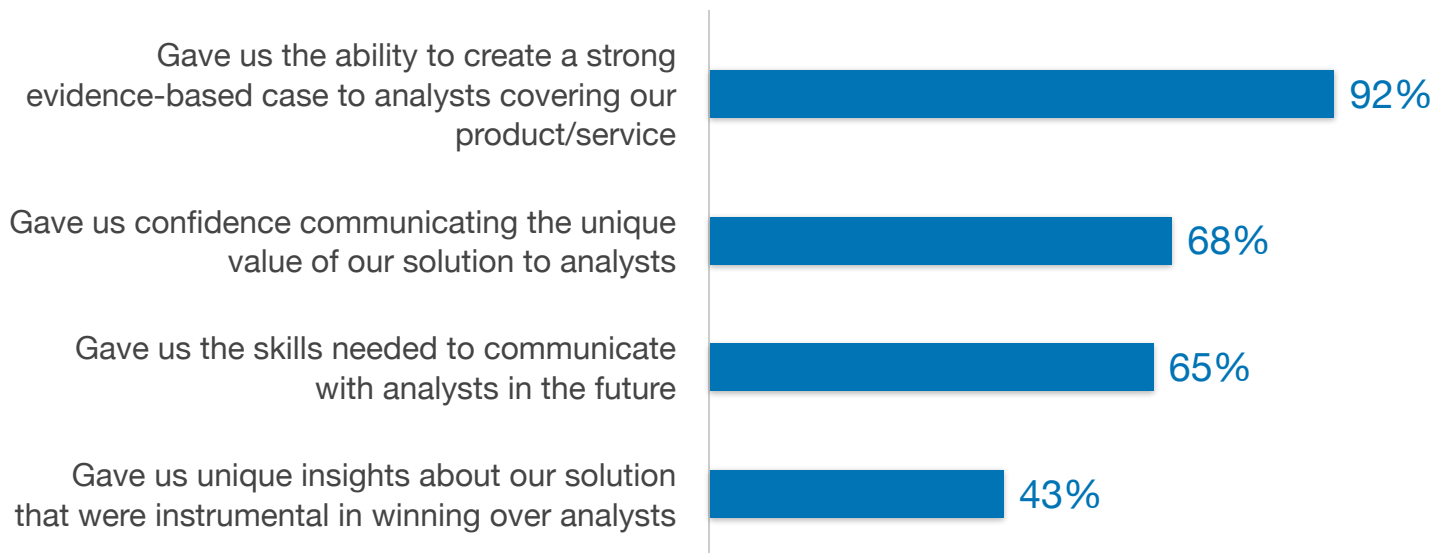 Gave us the ability to create a strong
evidence-based case to analysts covering our
product/service
92%
Gave us confidence communicating the unique
value of our solution to analysts
68%
Gave us the skills needed to communicate
with analysts in the future
65%
Gave us unique insights about our solution
that were instrumental in winning over analysts
43%